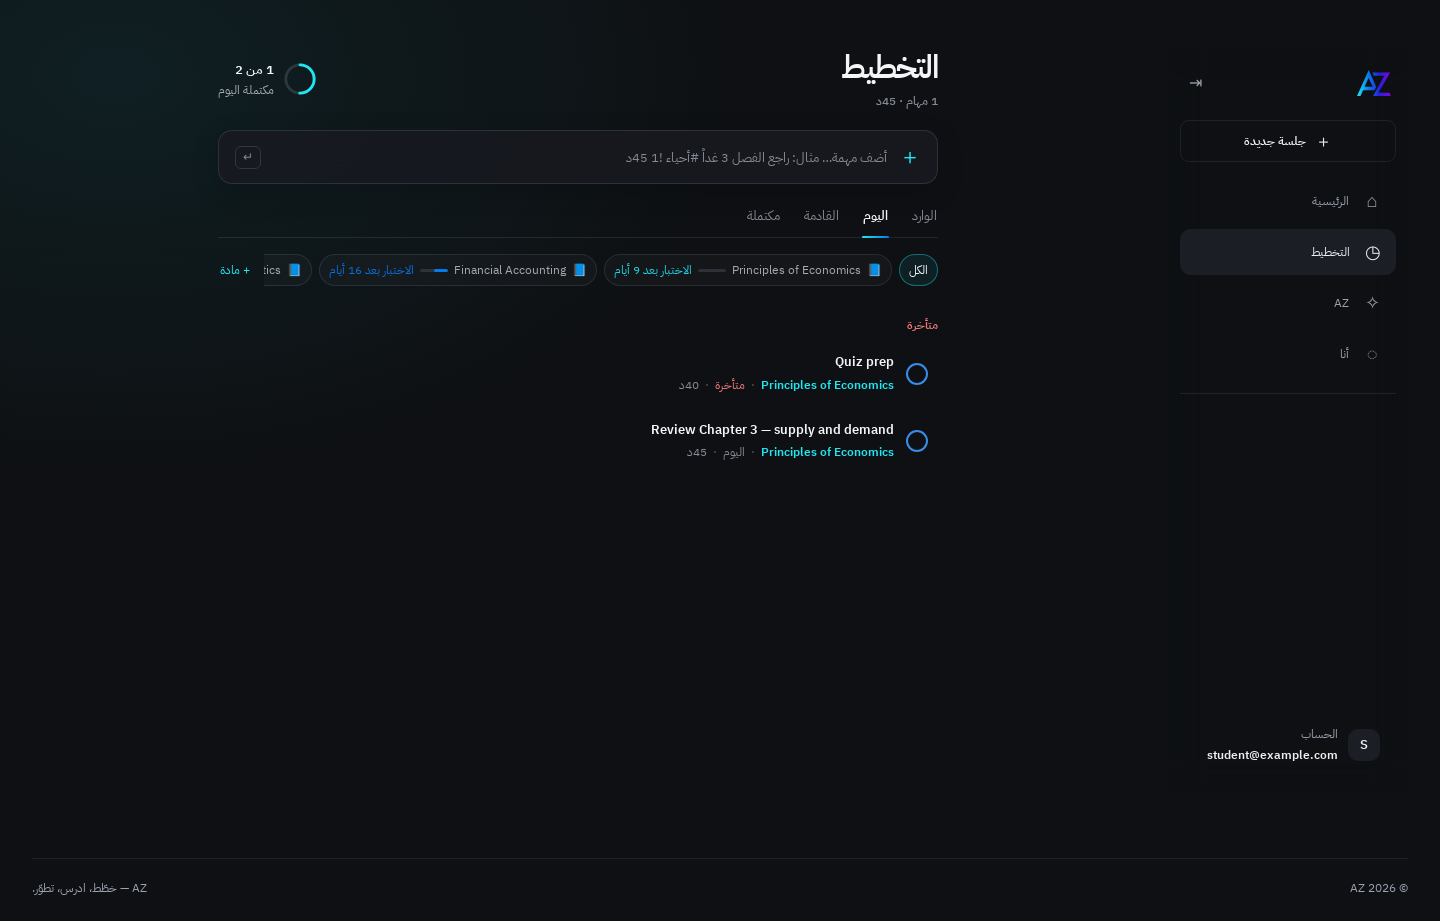 AZ
جلسة جديدة
الرئيسية
التخطيط
AZ
أنا
الحساب
S
student@example.com
التخطيط
1 مهام · 45د
1 من 2
مكتملة اليوم
أضف مهمة... مثال: راجع الفصل 3 غداً #أحياء !1 45د
الوارد اليوم القادمة مكتملة
الكل
Principles of Economics الاختبار بعد 9 أيام
Financial Accounting الاختبار بعد 16 أيام
tics
+ مادة
متأخرة
Quiz prep
Principles of Economics · متأخرة · 40د
Review Chapter 3 — supply and demand
Principles of Economics · اليوم · 45د
© 2026 AZ
AZ — خطّط، ادرس، تطوّر.